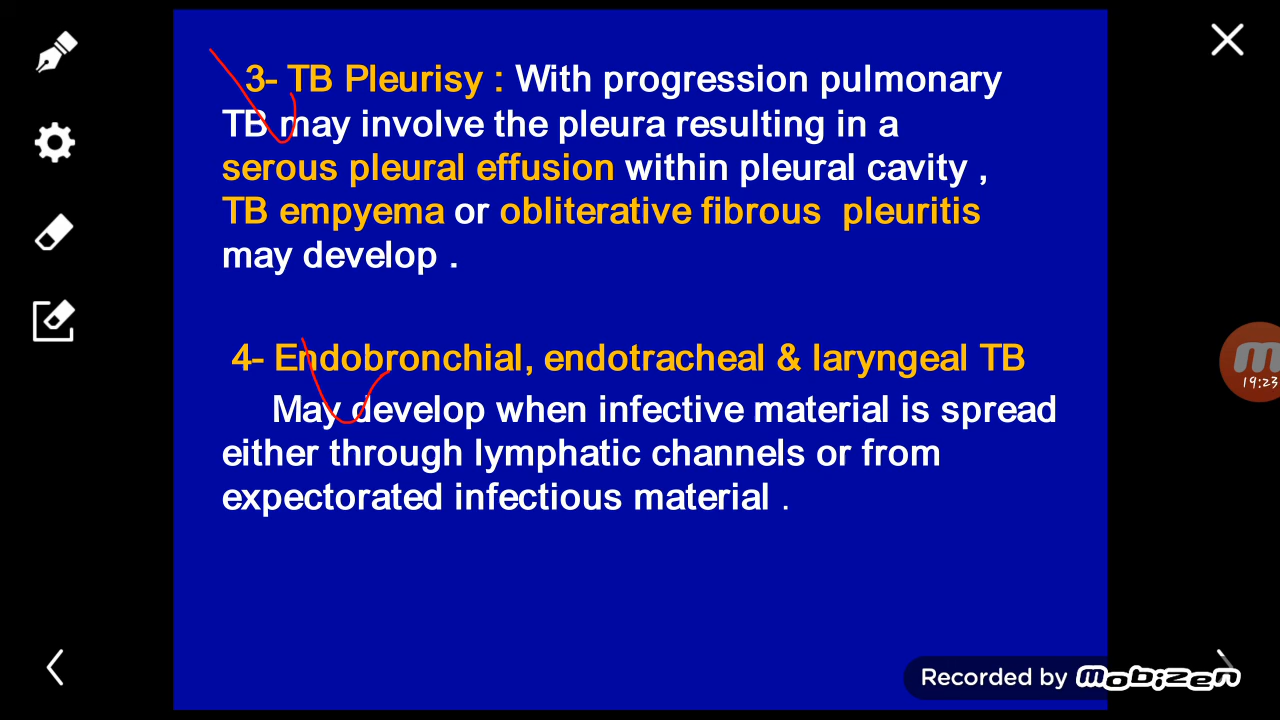 3- TB Pleurisy : With progression pulmonary
TB may involve the pleura resulting in a
serous pleural effusion within pleural cavity ,
TB empyema or obliterative fibrous pleuritis
may develop .
4- Endobronchial, endotracheal & laryngeal TB
May develop when infective material is spread
either through lymphatic channels or from
expectorated infectious material .
19:23
Recorded by Mobizen